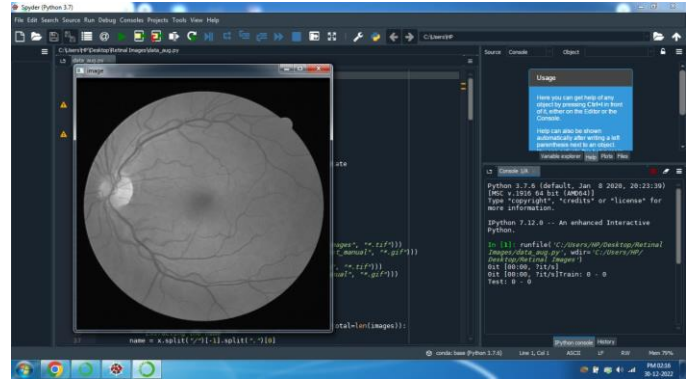 Spyder (Python 3.7)
File Edit Search Source Run Debug Consoles Projects Tools View Help
C:\Users\HP
C:\Users\HP\Desktop\Retinal Images\data_aug.py
data_aug.py
image
ages", "*.tif")))
t_manual", "*.gif")))
, "*.tif")))
ual", "*.gif")))
otal=len(images)):
37
name = x.split("/")[-1].split(".")[0]
Source Console Object
Usage
Here you can get help of any
object by pressing Ctrl+I in front
of it, either on the Editor or the
Console.
Help can also be shown
automatically after writing a left
parenthesis next to an object.
Variable explorer Help Plots Files
Console 1/A
Python 3.7.6 (default, Jan 8 2020, 20:23:39)
[MSC v.1916 64 bit (AMD64)]
Type "copyright", "credits" or "license" for
more information.
IPython 7.12.0 -- An enhanced Interactive
Python.
In [1]: runfile('C:/Users/HP/Desktop/Retinal
Images/data_aug.py', wdir='C:/Users/HP/
Desktop/Retinal Images')
0it [00:00, ?it/s]
0it [00:00, ?it/s]Train: 0 - 0
Test: 0 - 0
IPython console History
conda: base (Python 3.7.6) Line 1, Col 1 ASCII LF RW Mem 79%
PM 02:16
30-12-2022